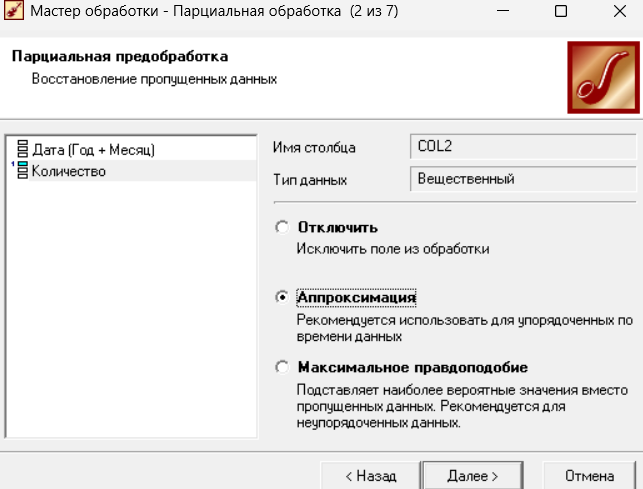 Мастер обработки - Парциальная обработка (2 из 7)
Парциальная предобработка
Восстановление пропущенных данных
Дата (Год + Месяц)
1 Количество
Имя столбца
COL2
Тип данных
Вещественный
Отключить
Исключить поле из обработки
Аппроксимация
Рекомендуется использовать для упорядоченных по
времени данных
Максимальное правдоподобие
Подставляет наиболее вероятные значения вместо
пропущенных данных. Рекомендуется для
неупорядоченных данных.
< Назад
Далее >
Отмена